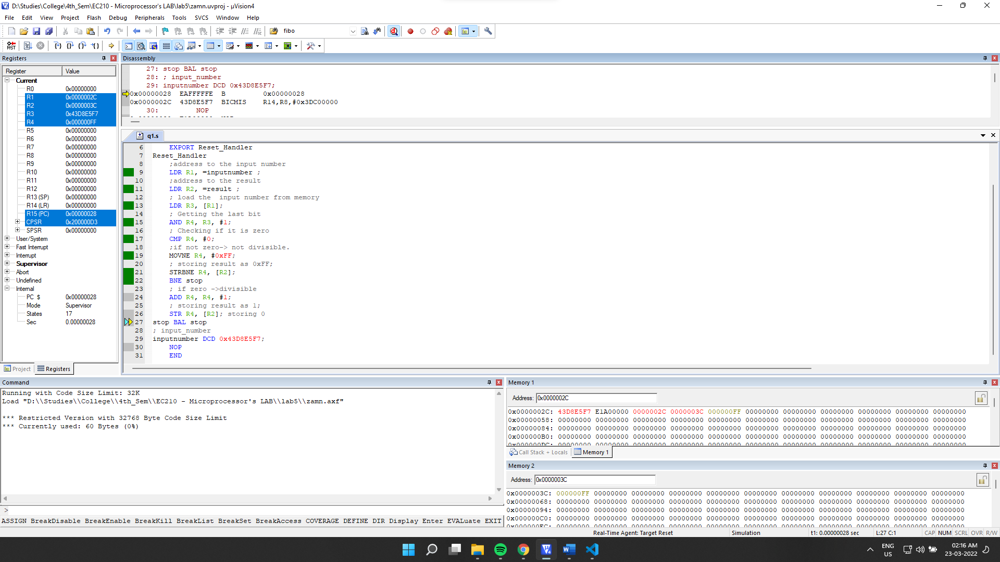 D:\Studies\College\4th_Sem\EC210 - Microprocessor's LAB\lab5\zamn.uvproj - µVision4
File Edit View Project Flash Debug Peripherals Tools SVCS Window Help
fibo
Registers
Register Value
Current
R0 0x00000000
R1 0x0000002C
R2 0x0000003C
R3 0x43D8E5F7
R4 0x000000FF
R5 0x00000000
R6 0x00000000
R7 0x00000000
R8 0x00000000
R9 0x00000000
R10 0x00000000
R11 0x00000000
R12 0x00000000
R13 (SP) 0x00000000
R14 (LR) 0x00000000
R15 (PC) 0x00000028
CPSR 0x200000D3
SPSR 0x00000000
User/System
Fast Interrupt
Interrupt
Supervisor
Abort
Undefined
Internal
PC $ 0x00000028
Mode Supervisor
States 17
Sec 0.00000028
Project Registers
Disassembly
27: stop BAL stop
28: ; input_number
29: inputnumber DCD 0x43D8E5F7;
0x00000028 EAFFFFFE B 0x00000028
0x0000002C 43D8E5F7 BICMIS R14,R8,#0x3DC00000
30: NOP
q1.s
6 EXPORT Reset_Handler
7 Reset_Handler
8 ;address to the input number
9 LDR R1, =inputnumber ;
10 ;address to the result
11 LDR R2, =result ;
12 ; load the  input number from memory
13 LDR R3, [R1];
14 ; Getting the last bit
15 AND R4, R3, #1;
16 ; Checking if it is zero
17 CMP R4, #0;
18 ;if not zero-> not divisible.
19 MOVNE R4, #0xFF;
20 ; storing result as 0xFF;
21 STRBNE R4, [R2];
22 BNE stop
23 ; if zero ->divisible
24 ADD R4, R4, #1;
25 ; storing result as 1;
26 STR R4, [R2]; storing 0
27 stop BAL stop
28 ; input_number
29 inputnumber DCD 0x43D8E5F7;
30 NOP
31 END
Command
Running with Code Size Limit: 32K
Load "D:\\Studies\\College\\4th_Sem\\EC210 - Microprocessor's LAB\\lab5\\zamn.axf"
*** Restricted Version with 32768 Byte Code Size Limit
*** Currently used: 60 Bytes (0%)
>
ASSIGN BreakDisable BreakEnable BreakKill BreakList BreakSet BreakAccess COVERAGE DEFINE DIR Display Enter EVALuate EXIT
Memory 1
Address: 0x0000002C
0x0000002C: 43D8E5F7 E1A00000 0000002C 0000003C 000000FF 00000000 00000000 00000000 00000000 00000000 00000000
0x00000058: 00000000 00000000 00000000 00000000 00000000 00000000 00000000 00000000 00000000 00000000 00000000
0x00000084: 00000000 00000000 00000000 00000000 00000000 00000000 00000000 00000000 00000000 00000000 00000000
0x000000B0: 00000000 00000000 00000000 00000000 00000000 00000000 00000000 00000000 00000000 00000000 00000000
0x000000DC: 00000000 00000000 00000000 00000000 00000000 00000000 00000000 00000000 00000000 00000000 00000000
Call Stack + Locals Memory 1
Memory 2
Address: 0x0000003C
0x0000003C: 000000FF 00000000 00000000 00000000 00000000 00000000 00000000 00000000 00000000 00000000 00000000
0x00000068: 00000000 00000000 00000000 00000000 00000000 00000000 00000000 00000000 00000000 00000000 00000000
0x00000094: 00000000 00000000 00000000 00000000 00000000 00000000 00000000 00000000 00000000 00000000 00000000
0x000000C0: 00000000 00000000 00000000 00000000 00000000 00000000 00000000 00000000 00000000 00000000 00000000
0x000000EC: 00000000 00000000 00000000 00000000 00000000 00000000 00000000 00000000 00000000 00000000 00000000
Real-Time Agent: Target Reset Simulation t1: 0.00000028 sec L:27 C:1 CAP NUM SCRL OVR R/W
ENG
US
02:16 AM
23-03-2022